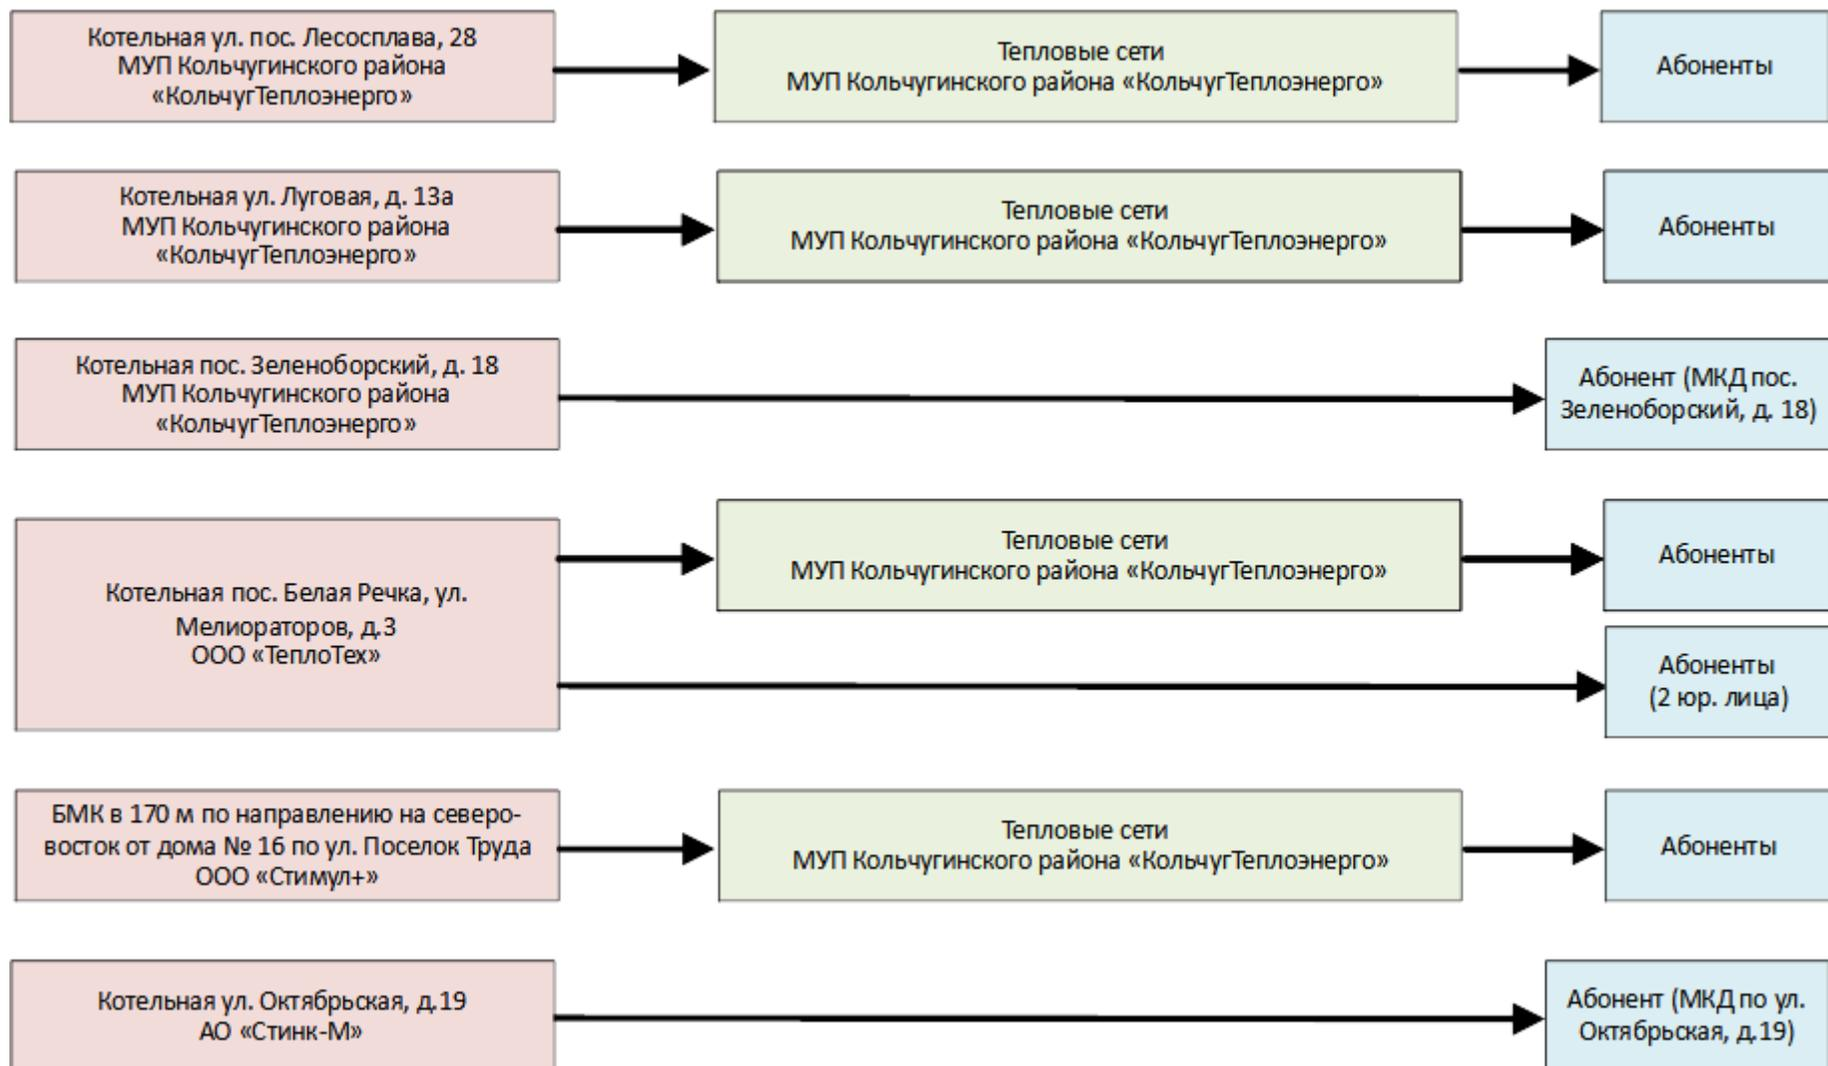 Котельная ул. пос. Лесосплава, 28
МУП Кольчугинского района
«КольчугТеплоэнерго»
Тепловые сети
МУП Кольчугинского района «КольчугТеплоэнерго»
Абоненты
Котельная ул. Луговая, д. 13а
МУП Кольчугинского района
«КольчугТеплоэнерго»
Тепловые сети
МУП Кольчугинского района «КольчугТеплоэнерго»
Абоненты
Котельная пос. Зеленоборский, д. 18
МУП Кольчугинского района
«КольчугТеплоэнерго»
Абонент (МКД пос.
Зеленоборский, д. 18)
Котельная пос. Белая Речка, ул.
Мелиораторов, д.3
ООО «ТеплоТех»
Тепловые сети
МУП Кольчугинского района «КольчугТеплоэнерго»
Абоненты
Абоненты
(2 юр. лица)
БМК в 170 м по направлению на северо-
восток от дома № 16 по ул. Поселок Труда
ООО «Стимул+»
Тепловые сети
МУП Кольчугинского района «КольчугТеплоэнерго»
Абоненты
Котельная ул. Октябрьская, д.19
АО «Стинк-М»
Абонент (МКД по ул.
Октябрьская, д.19)